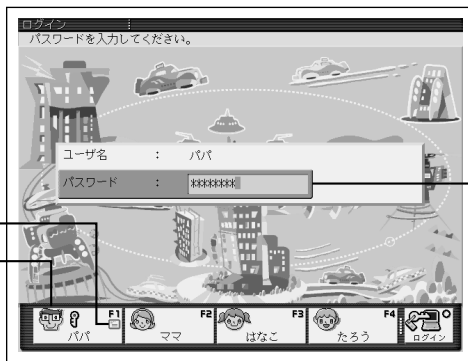 ログイン
パスワードを入力してください。
ユーザ名 : パパ
パスワード : ********
F1 F2 F3 F4
パパ ママ はなこ たろう ログイン